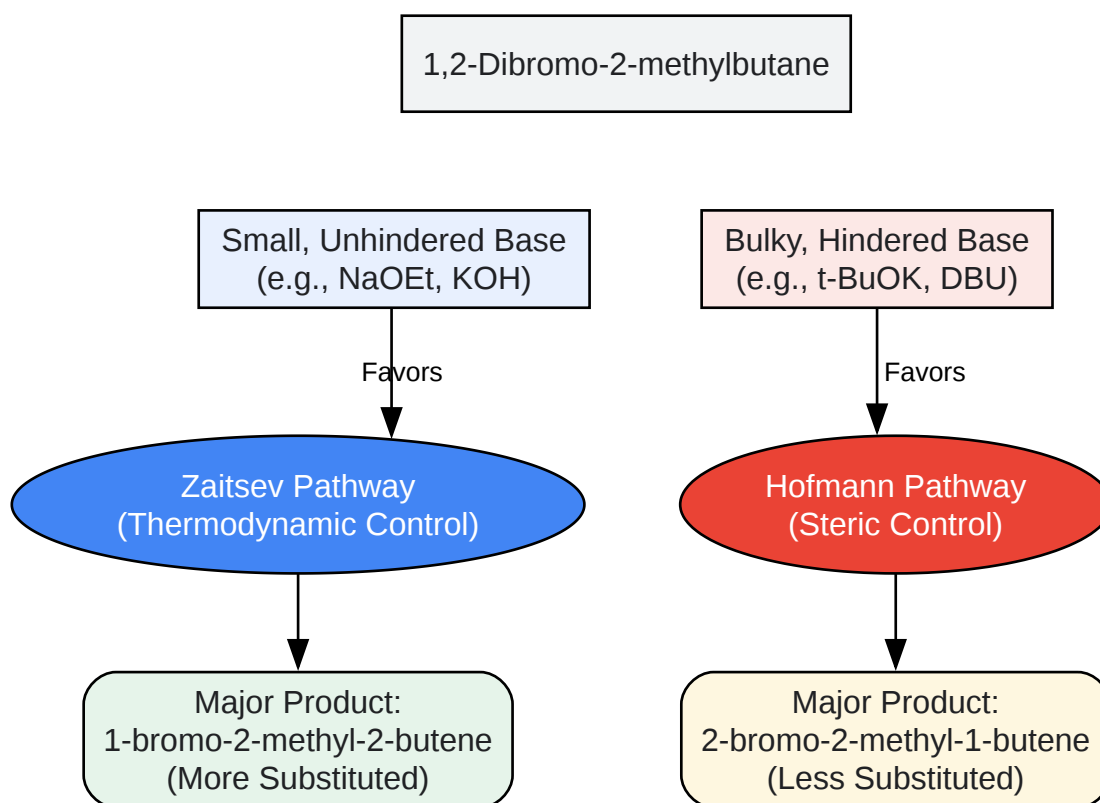 1,2-Dibromo-2-methylbutane
Small, Unhindered Base
(e.g., NaOEt, KOH)
Bulky, Hindered Base
(e.g., t-BuOK, DBU)
Favors
Favors
Zaitsev Pathway
(Thermodynamic Control)
Hofmann Pathway
(Steric Control)
Major Product:
1-bromo-2-methyl-2-butene
(More Substituted)
Major Product:
2-bromo-2-methyl-1-butene
(Less Substituted)